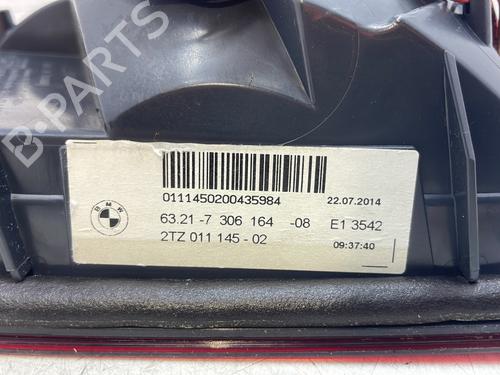 0111450200435984 22.07.2014
63.21-7 306 164 -08 E1 3542
2TZ 011 145 - 02 09:37:40
BMW
B-PARTS